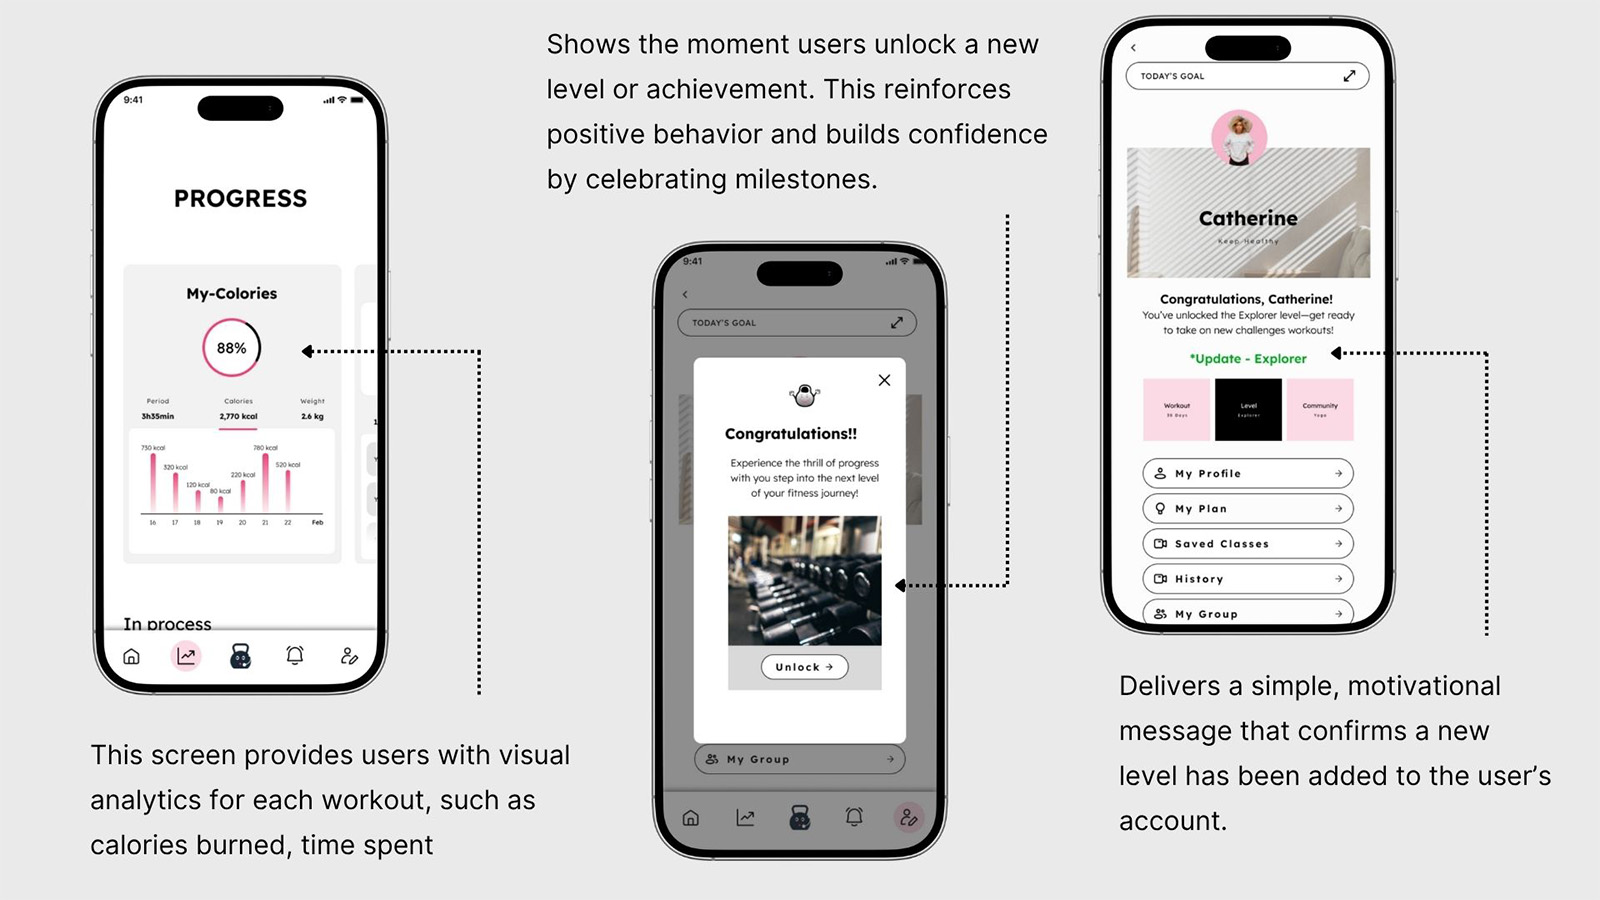 9:41
PROGRESS
My-Colories
88%
Period
Calories
Weight
3h35min
2,770 kcal
2.6 kg
730 kcal
320 kcal
120 kcal
80 kcal
220 kcal
780 kcal
520 kcal
16 17 18 19 20 21 22 Feb
In process
This screen provides users with visual
analytics for each workout, such as
calories burned, time spent
Shows the moment users unlock a new
level or achievement. This reinforces
positive behavior and builds confidence
by celebrating milestones.
9:41
TODAY'S GOAL
Congratulations!!
Experience the thrill of progress
with you step into the next level
of your fitness journey!
Unlock
My Group
TODAY'S GOAL
Catherine
Keep Healthy
Congratulations, Catherine!
You've unlocked the Explorer level—get ready
to take on new challenges workouts!
*Update - Explorer
Workout
30 Days
Level
Explorer
Community
Yoga
My Profile
My Plan
Saved Classes
History
My Group
Delivers a simple, motivational
message that confirms a new
level has been added to the user's
account.